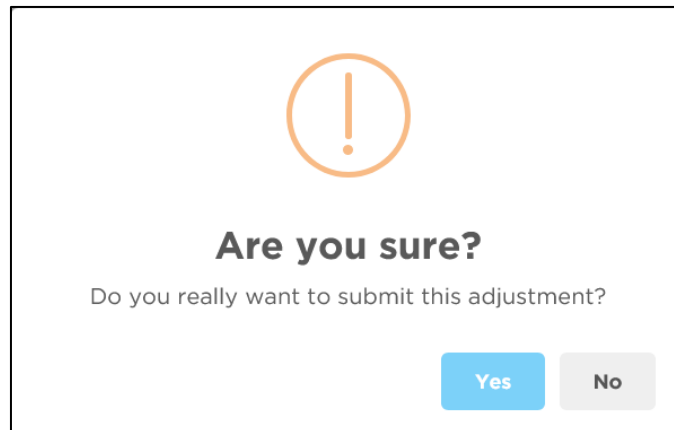 Are you sure?
Do you really want to submit this adjustment?
Yes No